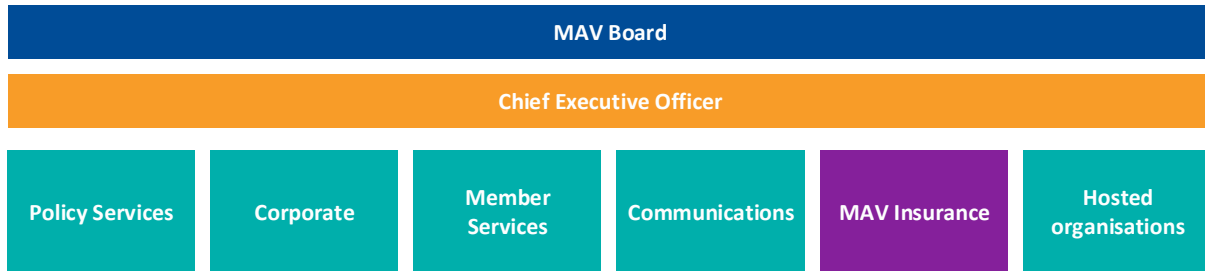 MAV Board
Chief Executive Officer
Policy Services
Corporate
Member
Services
Communications
MAV Insurance
Hosted
organisations